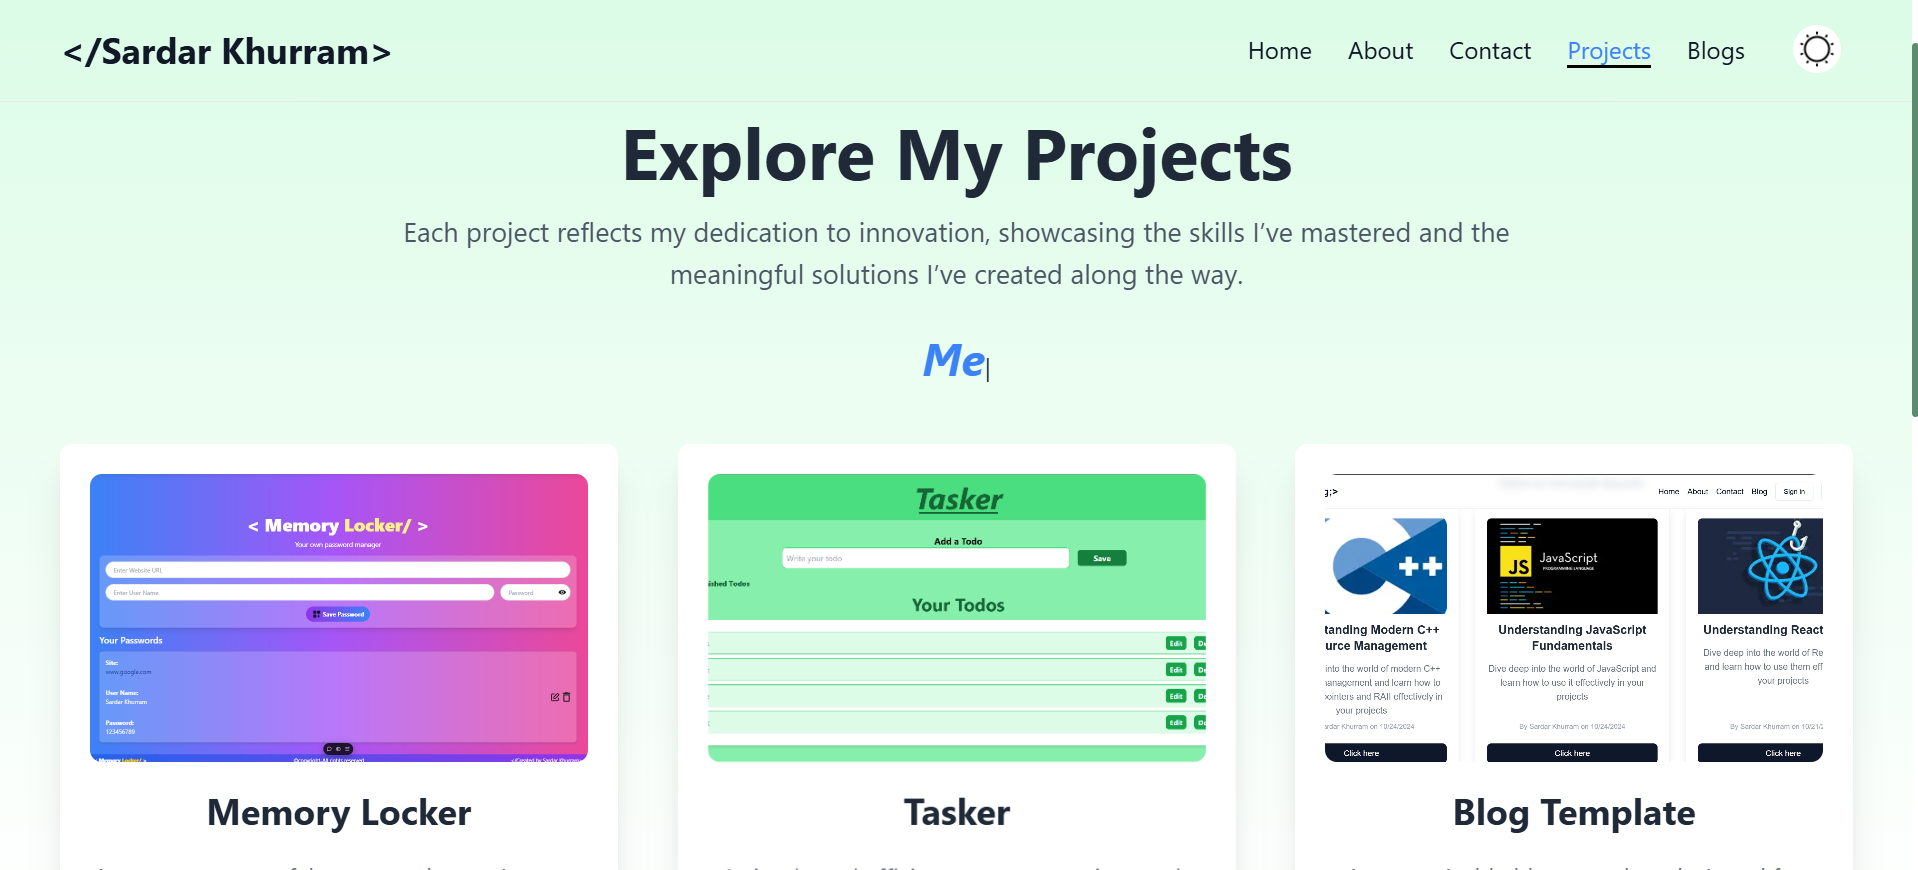 </Sardar Khurram>
Home About Contact Projects Blogs
Explore My Projects
Each project reflects my dedication to innovation, showcasing the skills I've mastered and the
meaningful solutions I've created along the way.
Me
< Memory Locker/ >
Your own password manager
Enter Website URL
Enter User Name
Password
Save Password
Your Passwords
Site:
www.google.com
User Name:
Sardar Khurram
Password:
123456789
Memory Locker/ >
©copyright-All rights reserved
</Created by Sardar Khurram>
Memory Locker
Tasker
Add a Todo
Write your todo
Save
ished Todos
Your Todos
Edit
Edit
Edit
Edit
Tasker
g;>
Home About Contact Blog Sign in
tanding Modern C++
urce Management
into the world of modern C++
anagement and learn how to
pointers and RAII effectively in
your projects
ardar Khurram on 10/24/2024
Click here
JS JavaScript
PROGRAMMING LANGUAGE
Understanding JavaScript
Fundamentals
Dive deep into the world of JavaScript and
learn how to use it effectively in your
projects
By Sardar Khurram on 10/24/2024
Click here
Understanding React
Dive deep into the world of Re
and learn how to use them eff
your projects
By Sardar Khurram on 10/21/2
Click here
Blog Template